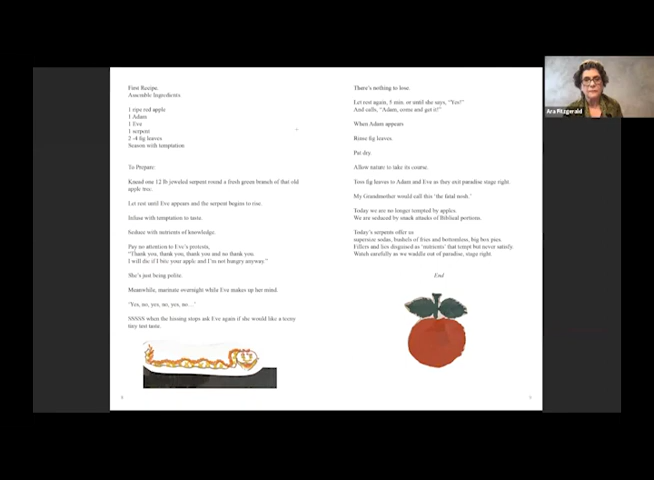 First Recipe.
Assemble Ingredients
1 ripe red apple
1 Adam
1 Eve
1 serpent
2 -4 fig leaves
Season with temptation
To Prepare
Knead one 12 lb jeweled serpent round a fresh green branch of that old
apple tree.
Let rest until Eve appears and the serpent begins to rise.
Infuse with temptation to taste.
Seduce with nutrients of knowledge.
Pay no attention to Eve's protests,
"Thank you, thank you, thank you and no thank you.
I will die if I bite your apple and I'm not hungry anyway."
She's just being polite.
Meanwhile, marinate overnight while Eve makes up her mind.
"Yes, no, yes, no, yes, no…"
SSSSS when the hissing stops ask Eve again if she would like a teeny
tiny test taste.
There's nothing to lose.
Let rest again, 5 min. or until she says, "Yes!"
And calls, "Adam, come and get it!"
When Adam appears
Rinse fig leaves.
Pat dry.
Allow nature to take its course.
Toss fig leaves to Adam and Eve as they exit paradise stage right.
My Grandmother would call this 'the fatal nosh.'
Today we are no longer tempted by apples.
We are seduced by snack attacks of Biblical portions.
Today's serpents offer us
supersize sodas, bushels of fries and bottomless, big box pies.
Fillers and lies disguised as 'nutrients' that tempt but never satisfy.
Watch carefully as we waddle out of paradise, stage right.
End
Ara Fitzgerald